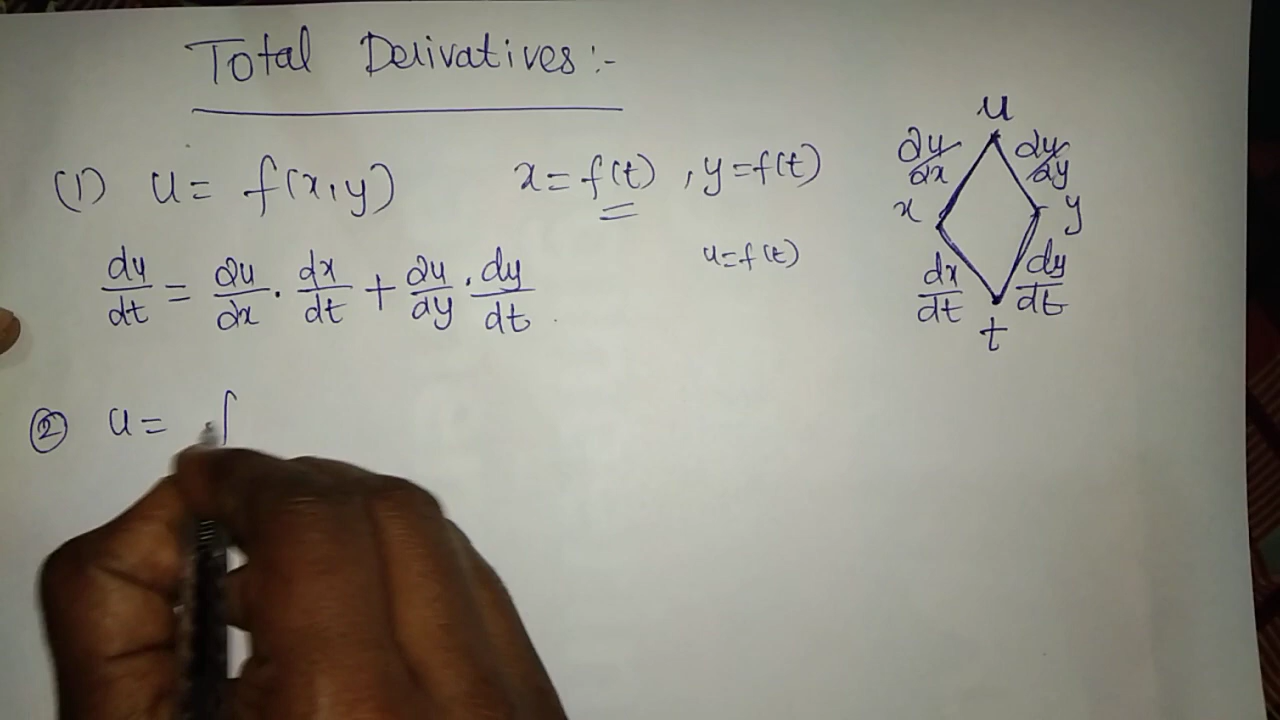 Total Derivatives :-
(1) u = f(x,y) x = f(t) , y = f(t)
u = f(t)
du/dt = ∂u/∂x · dx/dt + ∂u/∂y · dy/dt
u
∂u/∂x ∂u/∂y
x y
dx/dt dy/dt
t
② u = f